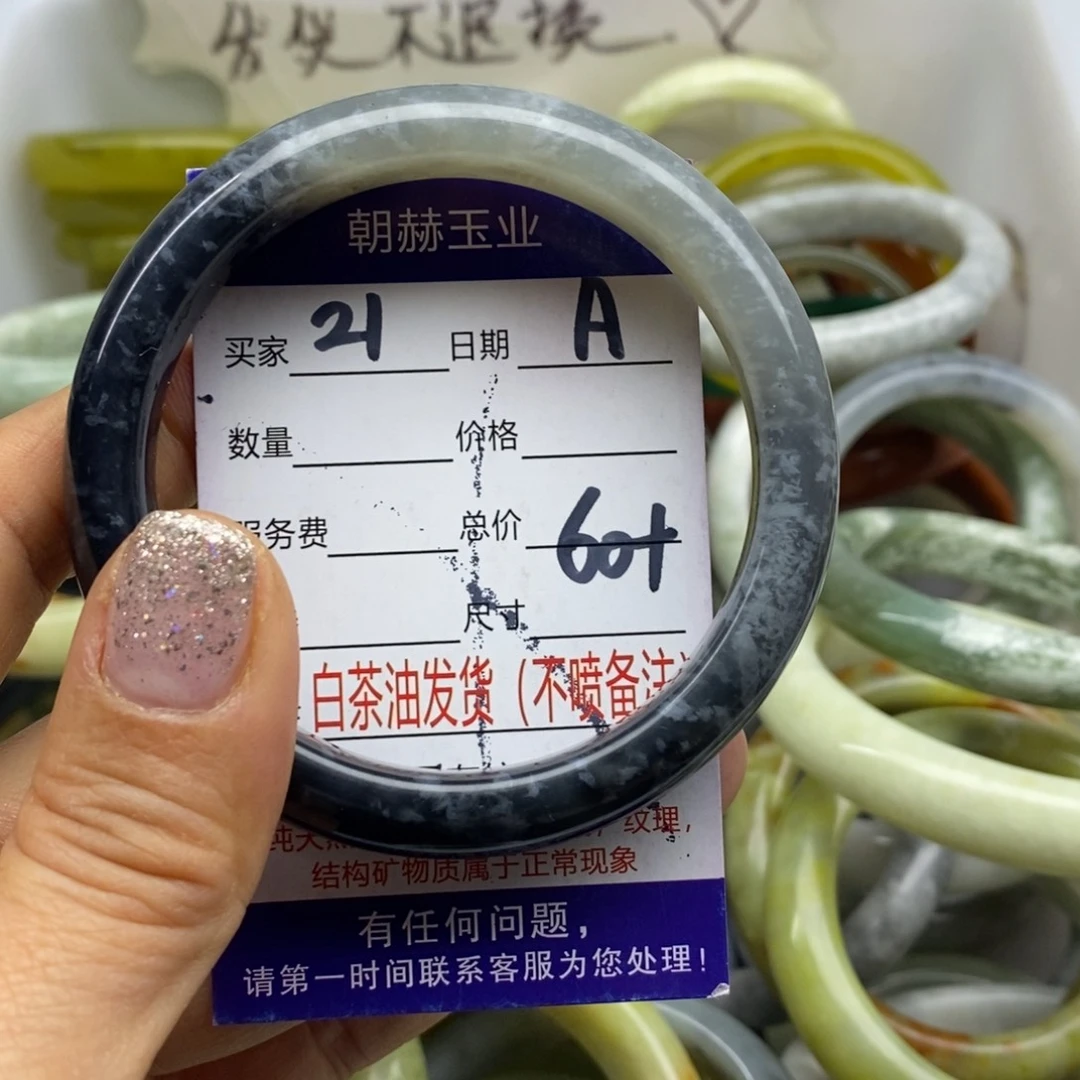 不退换
朝赫玉业
买家 21 日期 A
数量 价格
服务费 总价 60+
尺寸
白茶油发货（不喷备注
纹理，
结构矿物质属于正常现象
有任何问题，
请第一时间联系客服为您处理！